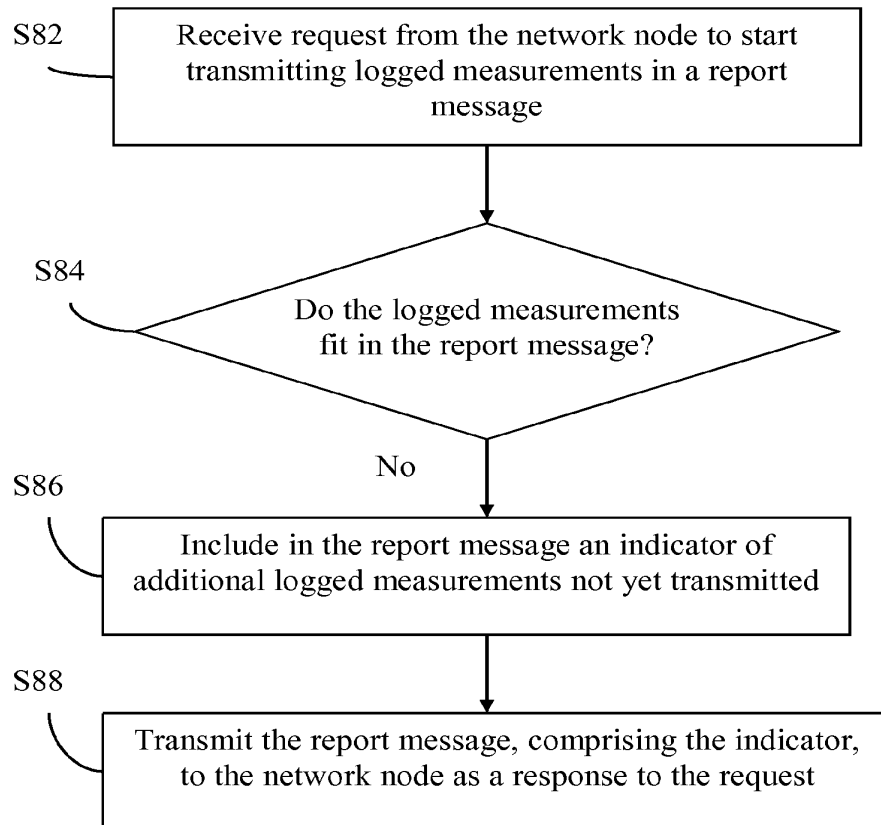 S82
Receive request from the network node to start
transmitting logged measurements in a report
message
S84
Do the logged measurements
fit in the report message?
No
S86
Include in the report message an indicator of
additional logged measurements not yet transmitted
S88
Transmit the report message, comprising the indicator,
to the network node as a response to the request